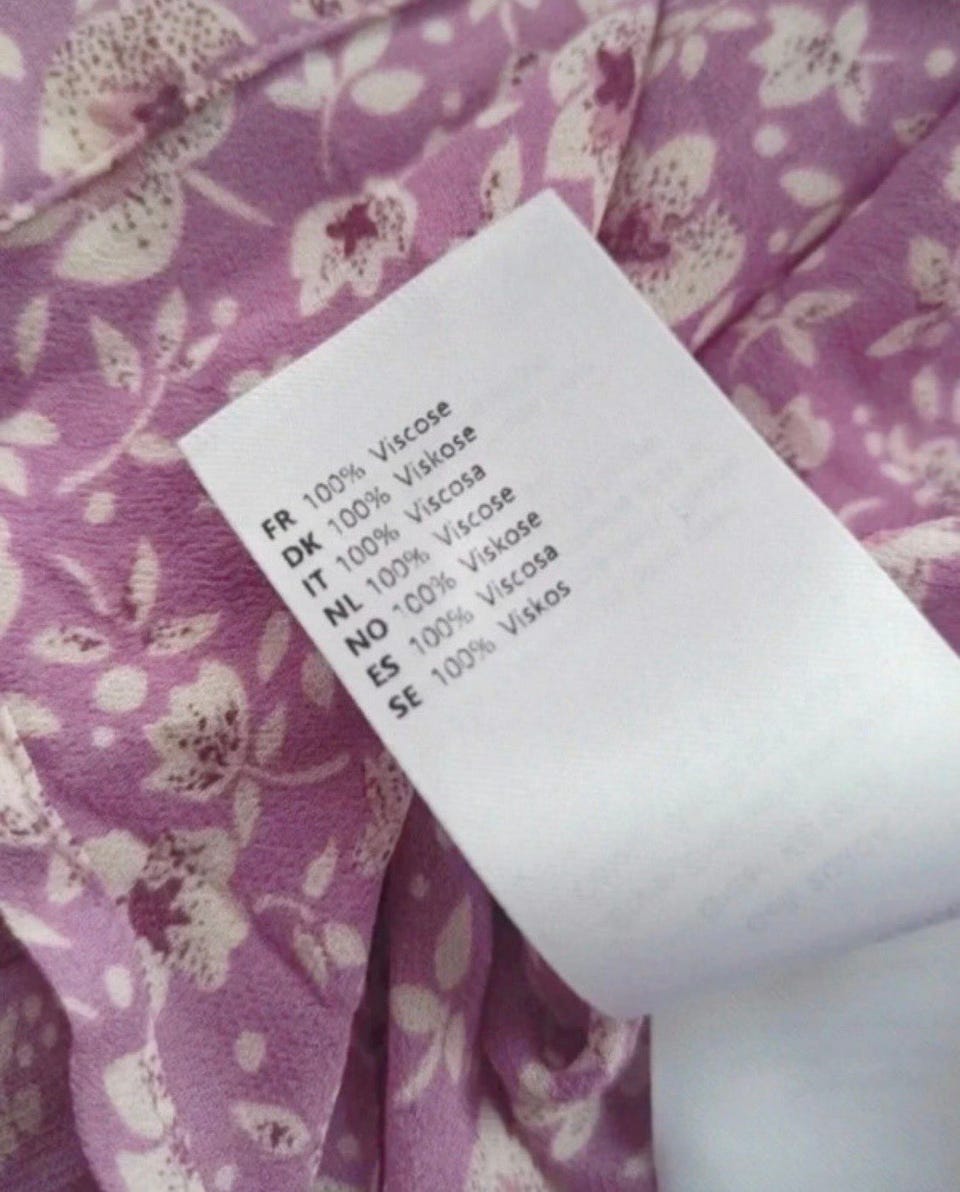 FR 100% Viscose
DK 100% Viskose
IT 100% Viscosa
NL 100% Viscose
NO 100% Viskose
ES 100% Viscosa
SE 100% Viskos